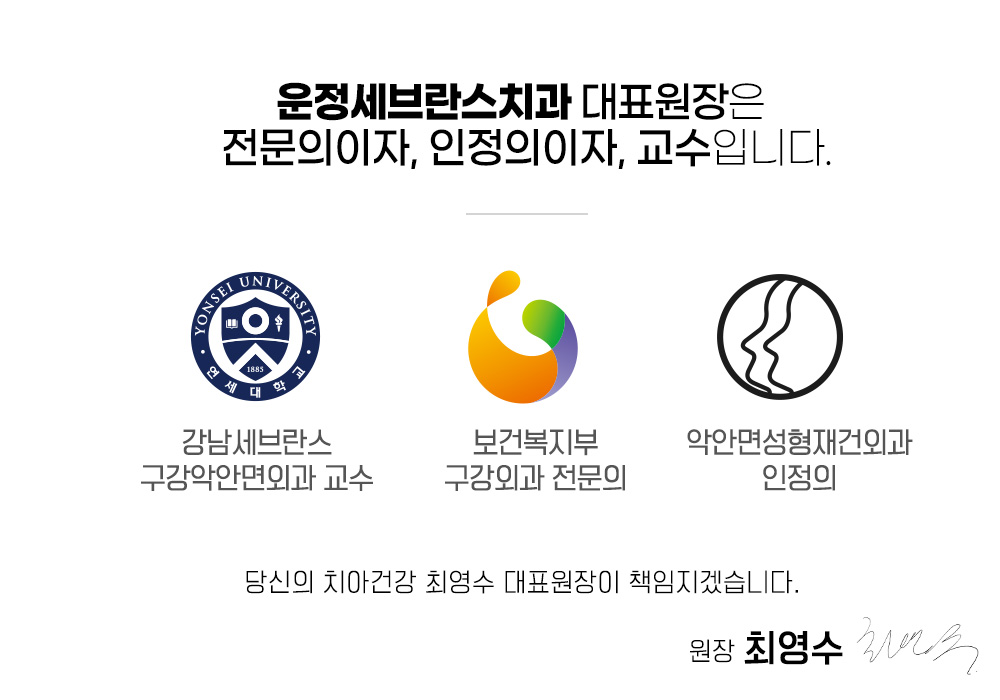 운정세브란스치과 대표원장은
전문의이자, 인정의이자, 교수입니다.
YONSEI UNIVERSITY
1885
연세대학교
강남세브란스
구강악안면외과 교수
보건복지부
구강외과 전문의
악안면성형재건외과
인정의
당신의 치아건강 최영수 대표원장이 책임지겠습니다.
원장 최영수 최영수